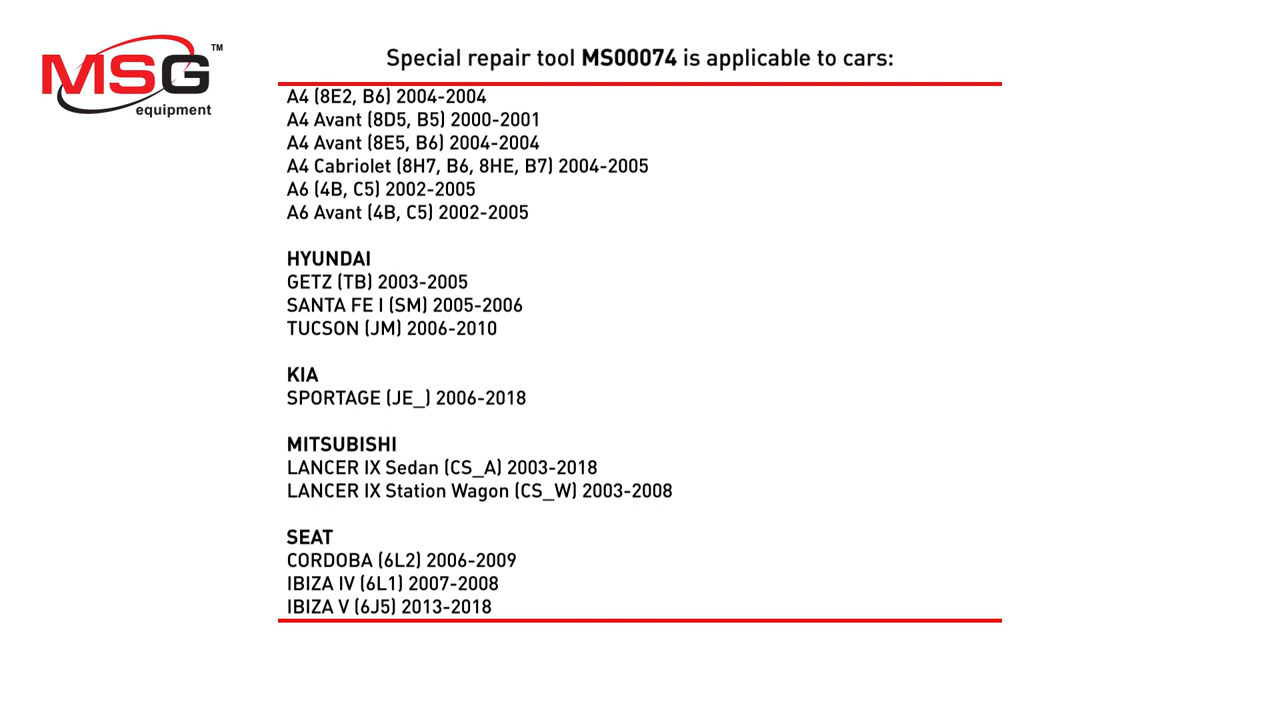 MSG TM
equipment
Special repair tool MS00074 is applicable to cars:
A4 (8E2, B6) 2004-2004
A4 Avant (8D5, B5) 2000-2001
A4 Avant (8E5, B6) 2004-2004
A4 Cabriolet (8H7, B6, 8HE, B7) 2004-2005
A6 (4B, C5) 2002-2005
A6 Avant (4B, C5) 2002-2005
HYUNDAI
GETZ (TB) 2003-2005
SANTA FE I (SM) 2005-2006
TUCSON (JM) 2006-2010
KIA
SPORTAGE (JE_) 2006-2018
MITSUBISHI
LANCER IX Sedan (CS_A) 2003-2018
LANCER IX Station Wagon (CS_W) 2003-2008
SEAT
CORDOBA (6L2) 2006-2009
IBIZA IV (6L1) 2007-2008
IBIZA V (6J5) 2013-2018